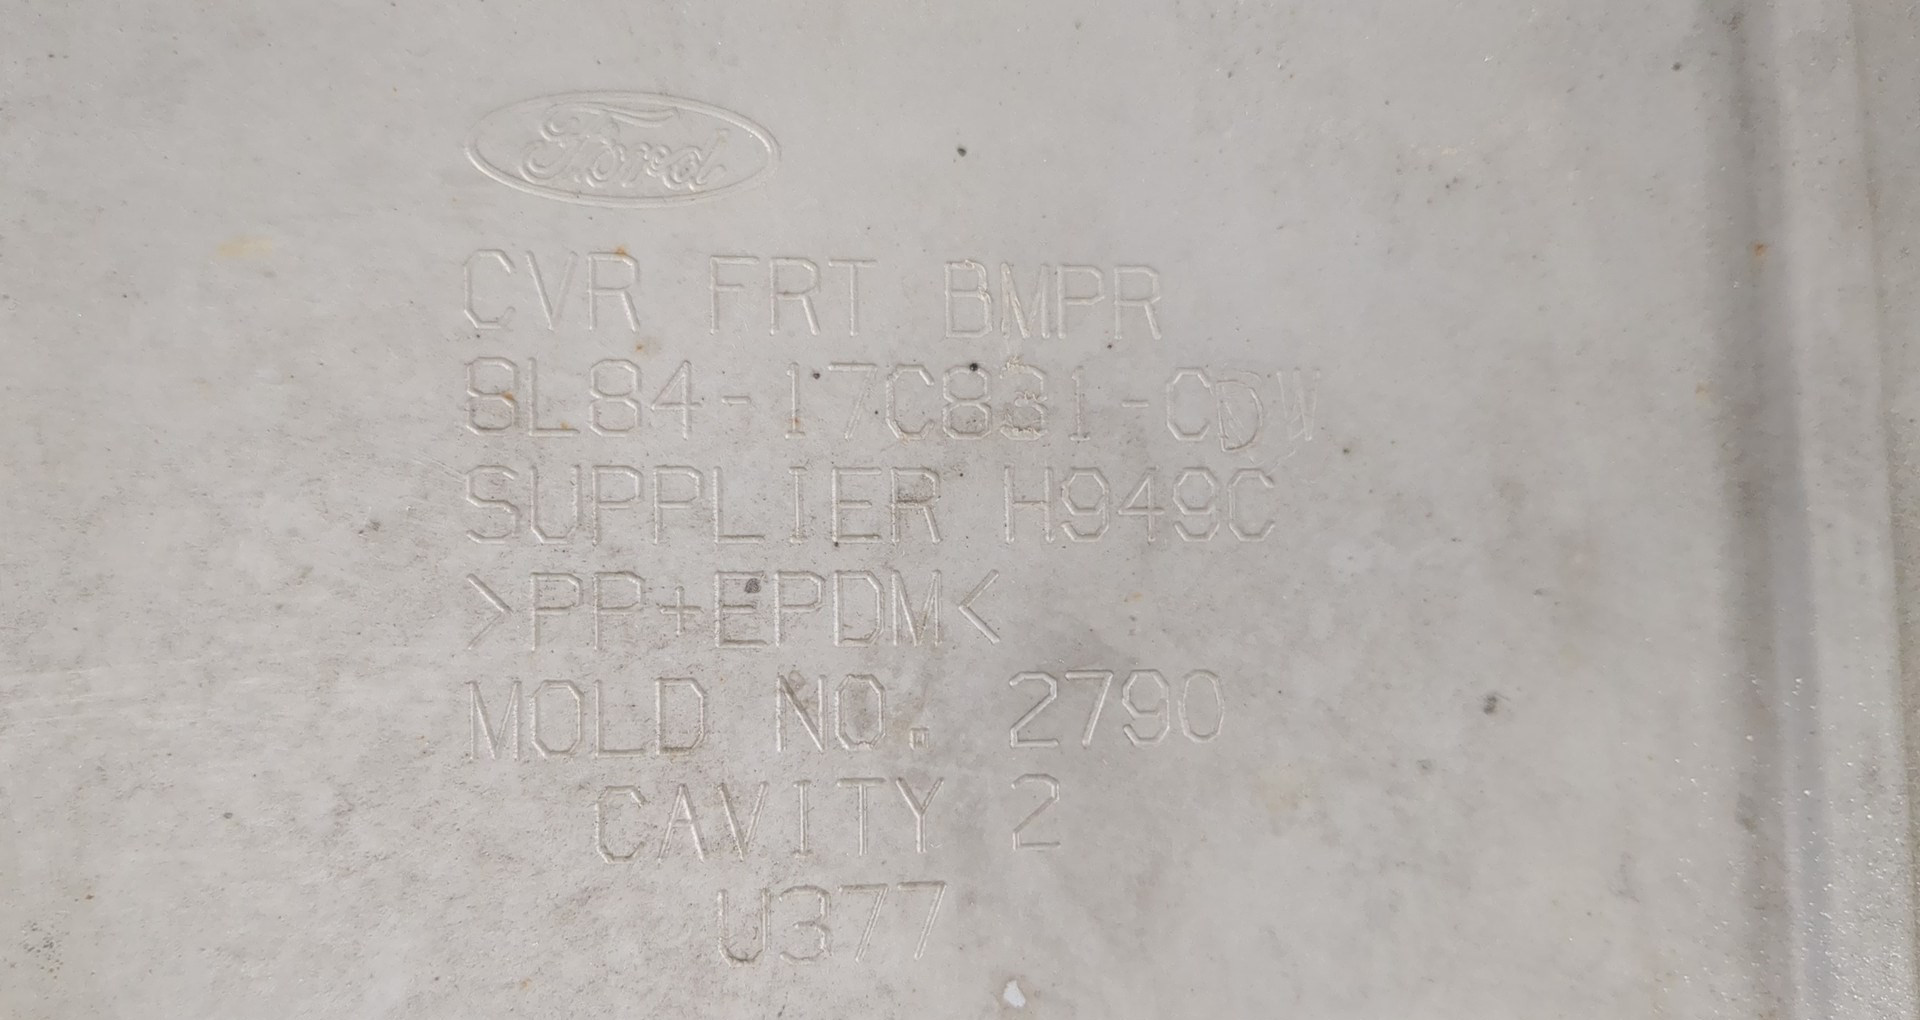 Ford
CVR FRT BMPR
8L84-17C831-CDW
SUPPLIER H949C
>PP+EPDM<
MOLD NO. 2790
CAVITY 2
U377